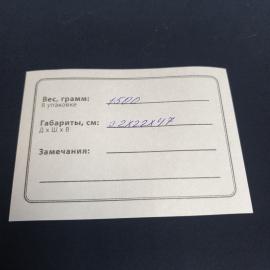 Вес, грамм: 1500
В упаковке
Габариты, см: 22х22х47
Д х Ш х В
Замечания: